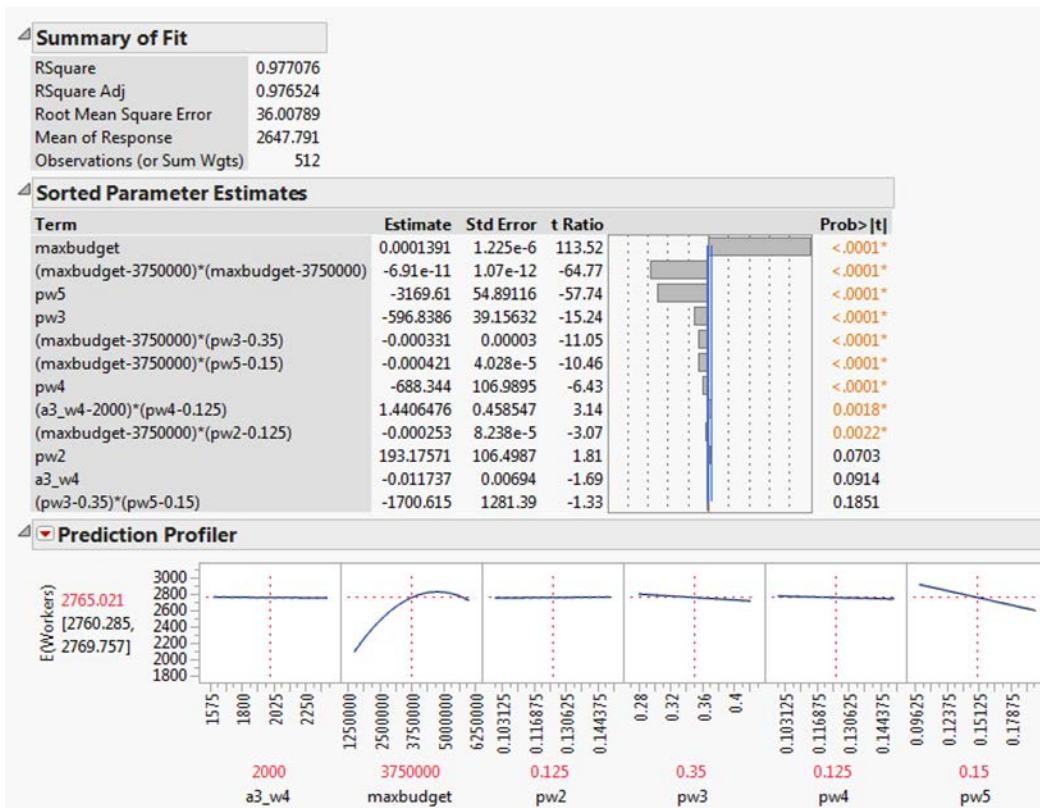 Summary of Fit
RSquare 0.977076
RSquare Adj 0.976524
Root Mean Square Error 36.00789
Mean of Response 2647.791
Observations (or Sum Wgts) 512
Sorted Parameter Estimates
Term Estimate Std Error t Ratio Prob>|t|
maxbudget 0.0001391 1.225e-6 113.52 <.0001*
(maxbudget-3750000)*(maxbudget-3750000) -6.91e-11 1.07e-12 -64.77 <.0001*
pw5 -3169.61 54.89116 -57.74 <.0001*
pw3 -596.8386 39.15632 -15.24 <.0001*
(maxbudget-3750000)*(pw3-0.35) -0.000331 0.00003 -11.05 <.0001*
(maxbudget-3750000)*(pw5-0.15) -0.000421 4.028e-5 -10.46 <.0001*
pw4 -688.344 106.9895 -6.43 <.0001*
(a3_w4-2000)*(pw4-0.125) 1.4406476 0.458547 3.14 0.0018*
(maxbudget-3750000)*(pw2-0.125) -0.000253 8.238e-5 -3.07 0.0022*
pw2 193.17571 106.4987 1.81 0.0703
a3_w4 -0.011737 0.00694 -1.69 0.0914
(pw3-0.35)*(pw5-0.15) -1700.615 1281.39 -1.33 0.1851
Prediction Profiler
E(Workers)
2765.021
[2760.285,
2769.757]
3000
2800
2600
2400
2200
2000
1800
1575 1800 2025 2250
1250000 2500000 3750000 5000000 6250000
0.103125 0.116875 0.130625 0.144375
0.28 0.32 0.36 0.4
0.103125 0.116875 0.130625 0.144375
0.09625 0.12375 0.15125 0.17875
2000 3750000 0.125 0.35 0.125 0.15
a3_w4 maxbudget pw2 pw3 pw4 pw5